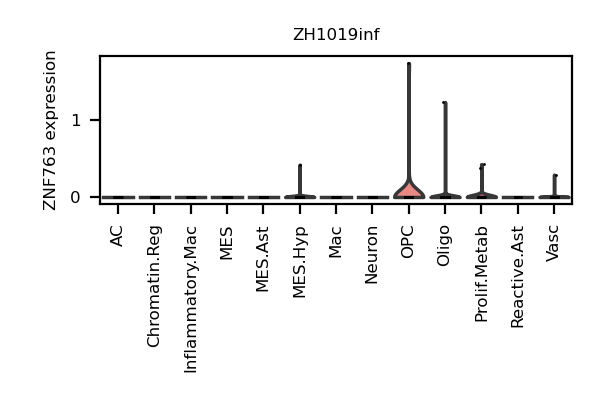 ZH1019inf
ZNF763 expression
1
0
AC
Chromatin.Reg
Inflammatory.Mac
MES
MES.Ast
MES.Hyp
Mac
Neuron
OPC
Oligo
Prolif.Metab
Reactive.Ast
Vasc